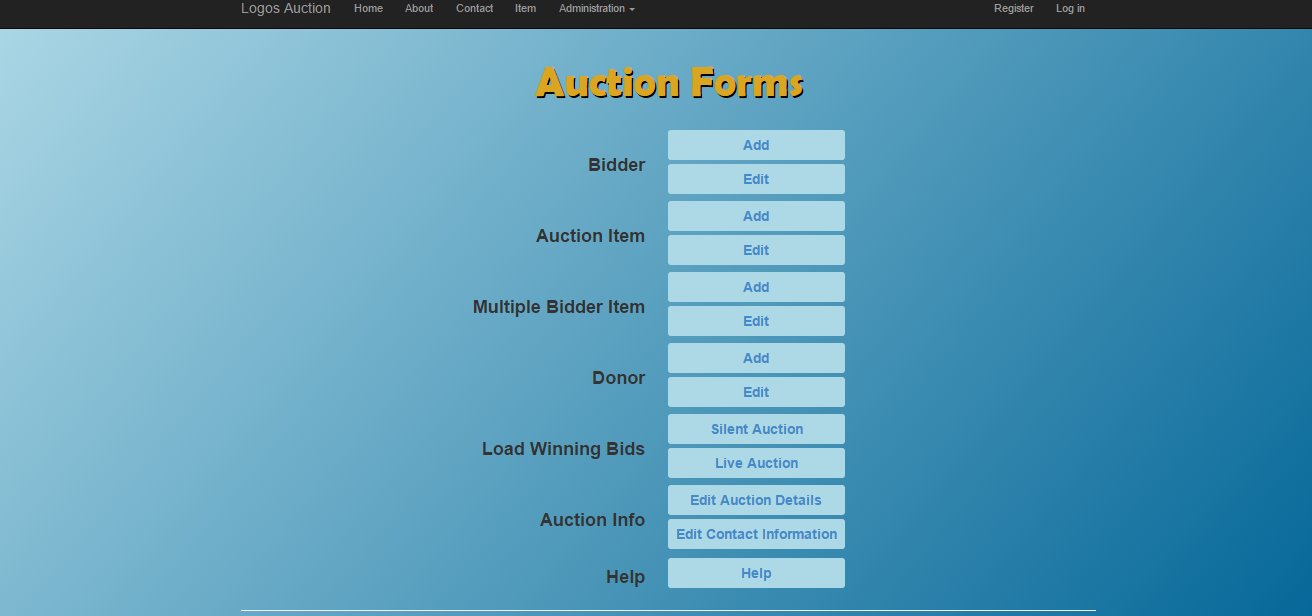 Logos Auction Home About Contact Item Administration Register Log in
Auction Forms
Bidder
Add
Edit
Auction Item
Add
Edit
Multiple Bidder Item
Add
Edit
Donor
Add
Edit
Load Winning Bids
Silent Auction
Live Auction
Auction Info
Edit Auction Details
Edit Contact Information
Help
Help